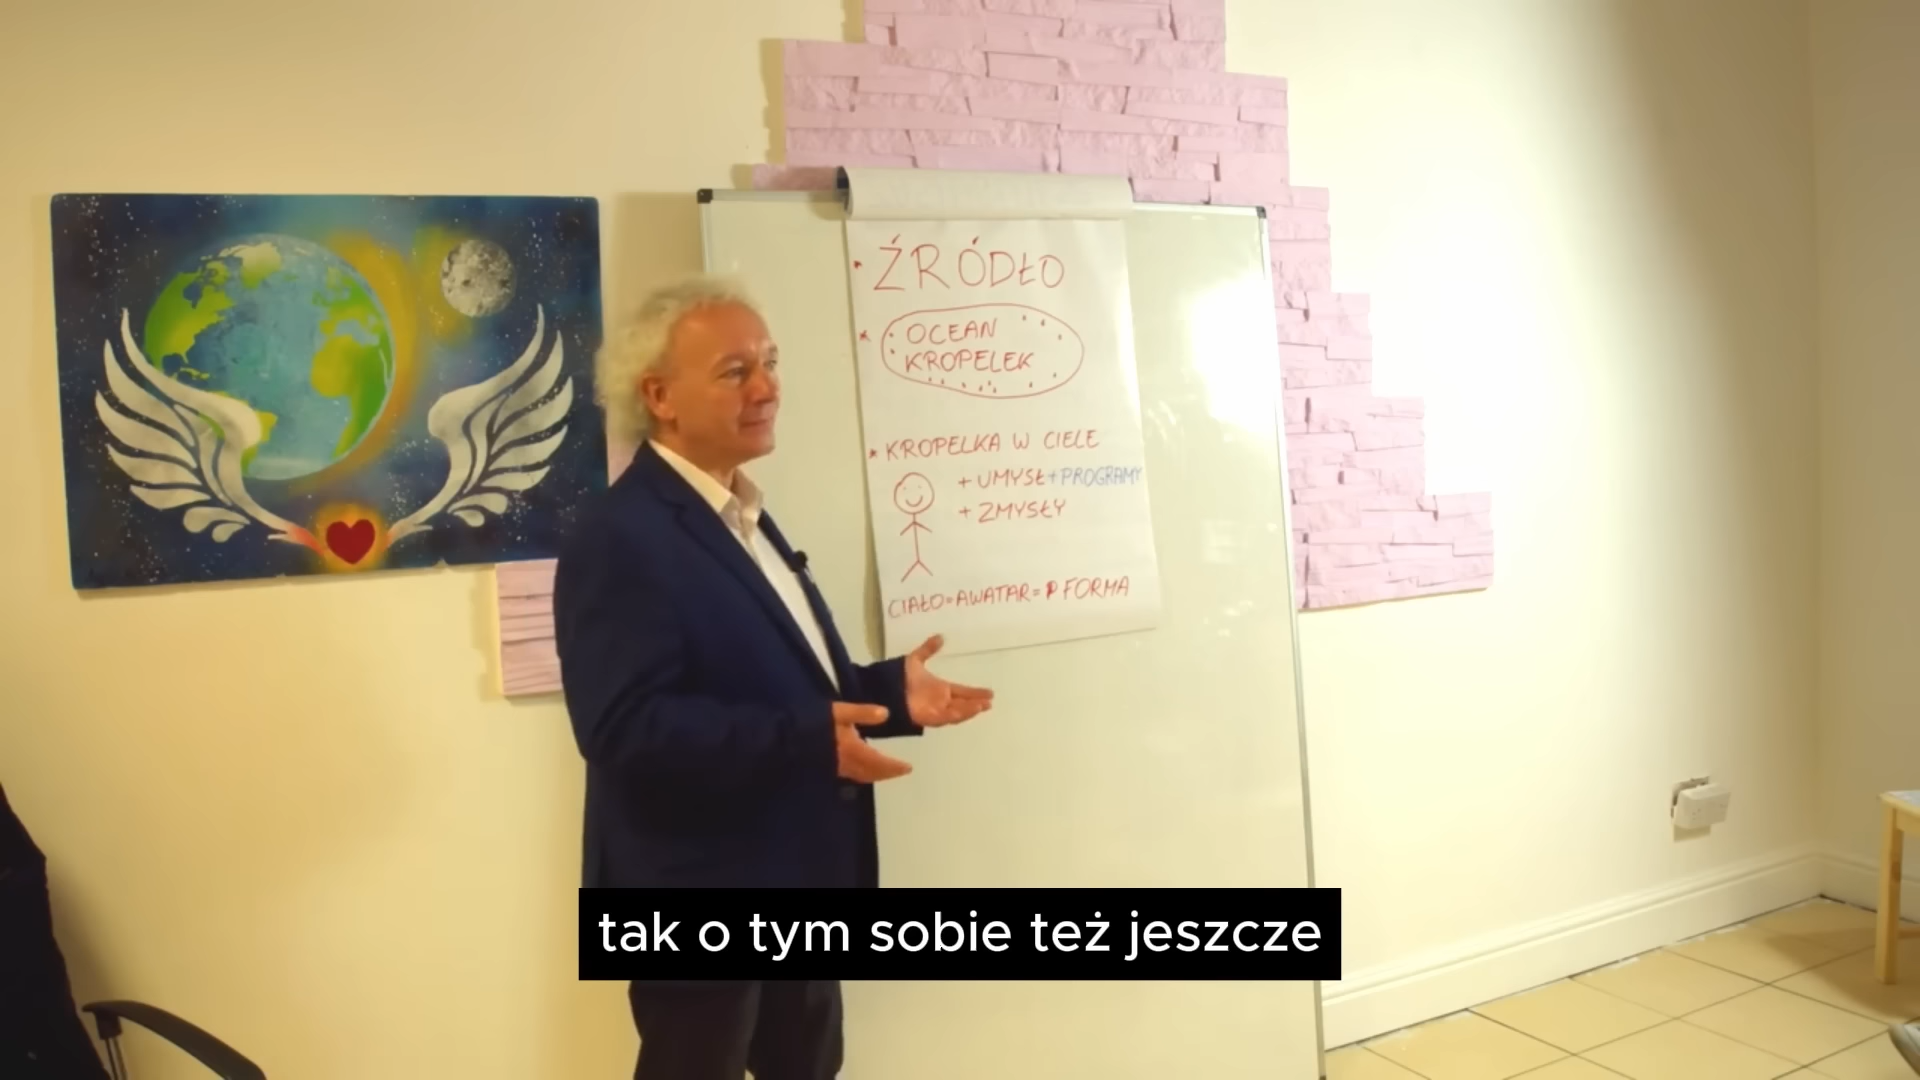 ŹRÓDŁO
OCEAN
KROPELEK
KROPELKA W CIELE
+ UMYSŁ + PROGRAMY
+ ZMYSŁY
CIAŁO = AWATAR = P FORMA
tak o tym sobie też jeszcze